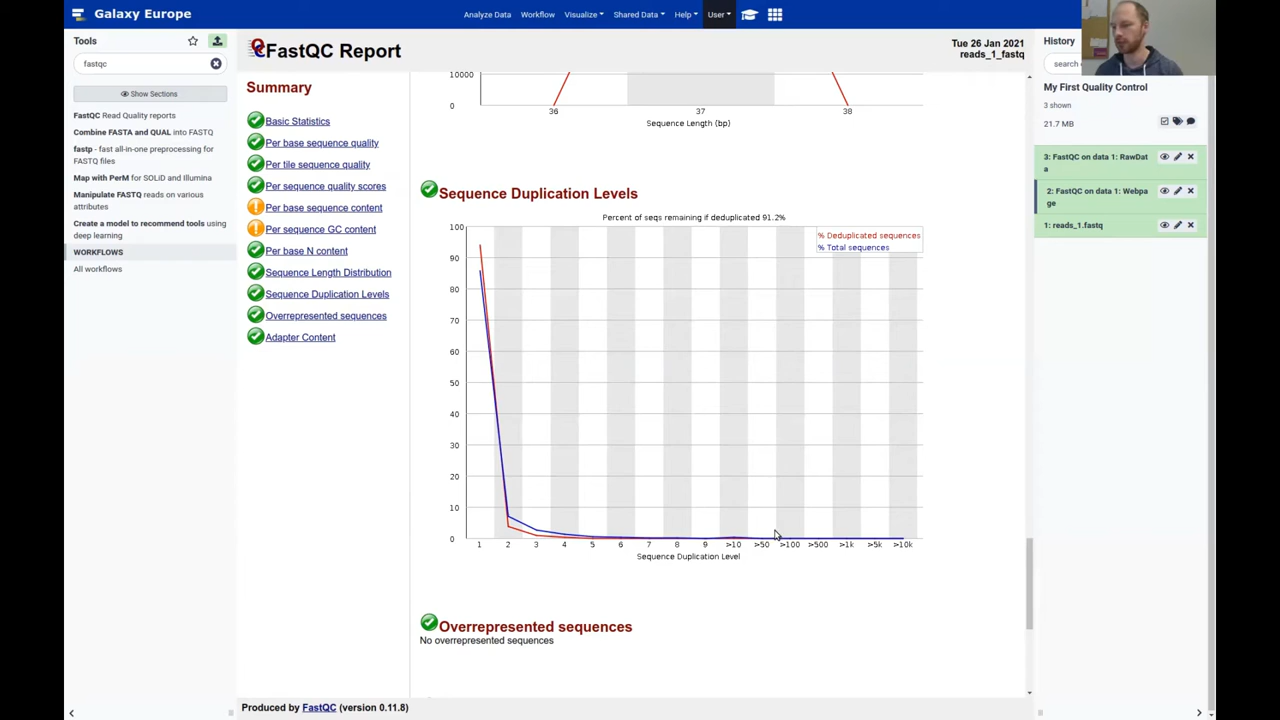 Galaxy Europe
Analyze Data Workflow Visualize Shared Data Help User
Tools
fastqc
Show Sections
FastQC Read Quality reports
Combine FASTA and QUAL into FASTQ
fastp - fast all-in-one preprocessing for
FASTQ files
Map with PerM for SOLiD and Illumina
Manipulate FASTQ reads on various
attributes
Create a model to recommend tools using
deep learning
WORKFLOWS
All workflows
FastQC Report
Tue 26 Jan 2021
reads_1_fastq
Summary
Basic Statistics
Per base sequence quality
Per tile sequence quality
Per sequence quality scores
Per base sequence content
Per sequence GC content
Per base N content
Sequence Length Distribution
Sequence Duplication Levels
Overrepresented sequences
Adapter Content
10000
0
36 37 38
Sequence Length (bp)
Sequence Duplication Levels
Percent of seqs remaining if deduplicated 91.2%
% Deduplicated sequences
% Total sequences
100
90
80
70
60
50
40
30
20
10
0
1 2 3 4 5 6 7 8 9 >10 >50 >100 >500 >1k >5k >10k
Sequence Duplication Level
Overrepresented sequences
No overrepresented sequences
Produced by FastQC (version 0.11.8)
History
search
My First Quality Control
3 shown
21.7 MB
3: FastQC on data 1: RawDat
a
2: FastQC on data 1: Webpa
ge
1: reads_1.fastq